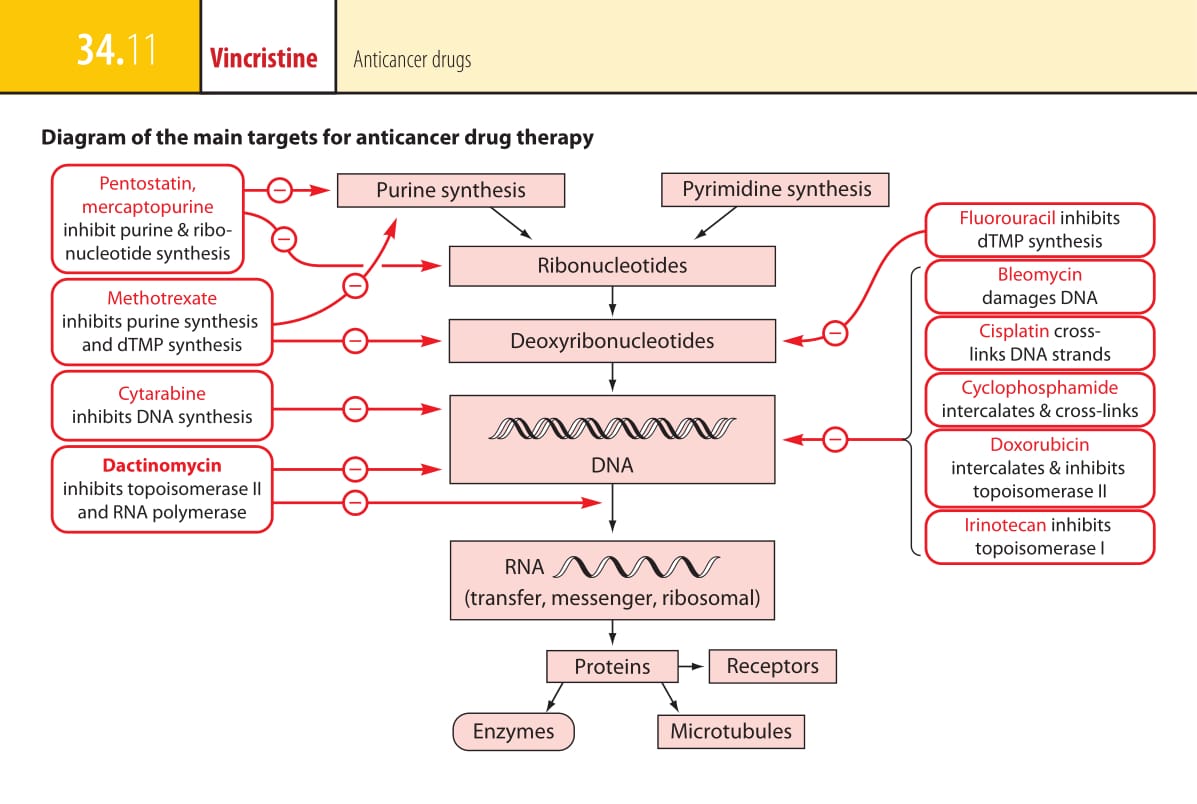 34.11
Vincristine
Anticancer drugs
Diagram of the main targets for anticancer drug therapy
Pentostatin,
mercaptopurine
inhibit purine & ribo-
nucleotide synthesis
Methotrexate
inhibits purine synthesis
and dTMP synthesis
Cytarabine
inhibits DNA synthesis
Dactinomycin
inhibits topoisomerase II
and RNA polymerase
Purine synthesis
Pyrimidine synthesis
Ribonucleotides
Deoxyribonucleotides
DNA
RNA
(transfer, messenger, ribosomal)
Proteins
Receptors
Enzymes
Microtubules
Fluorouracil inhibits
dTMP synthesis
Bleomycin
damages DNA
Cisplatin cross-
links DNA strands
Cyclophosphamide
intercalates & cross-links
Doxorubicin
intercalates & inhibits
topoisomerase II
Irinotecan inhibits
topoisomerase I